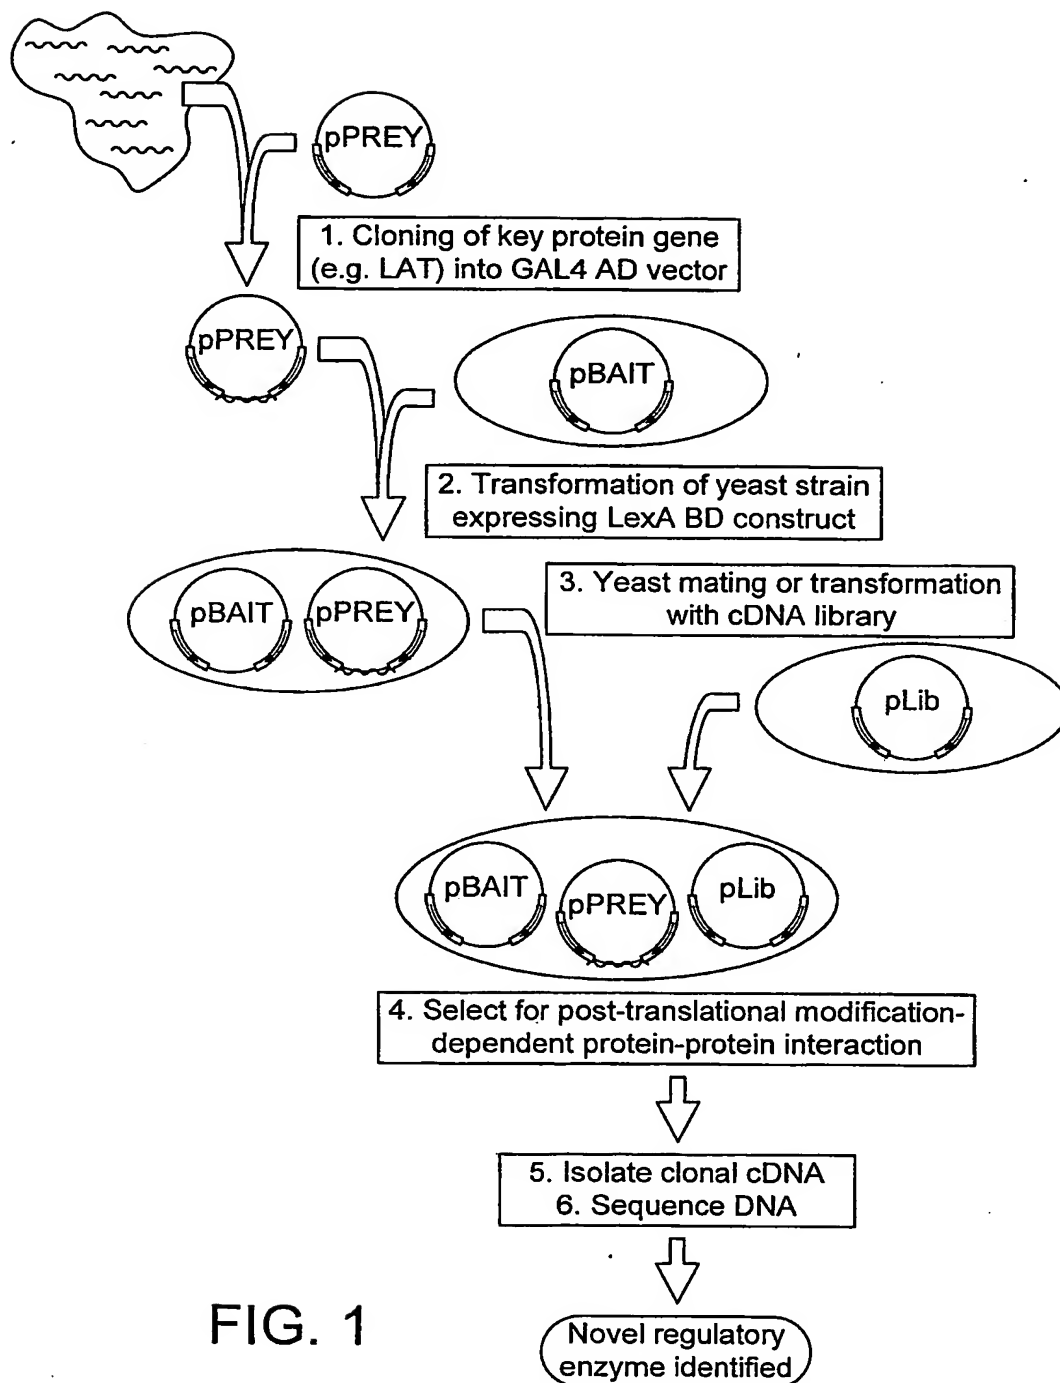 pPREY
1. Cloning of key protein gene
(e.g. LAT) into GAL4 AD vector
pPREY
pBAIT
2. Transformation of yeast strain
expressing LexA BD construct
3. Yeast mating or transformation
with cDNA library
pBAIT
pPREY
pLib
pBAIT
pPREY
pLib
4. Select for post-translational modification-
dependent protein-protein interaction
5. Isolate clonal cDNA
6. Sequence DNA
FIG. 1
Novel regulatory
enzyme identified